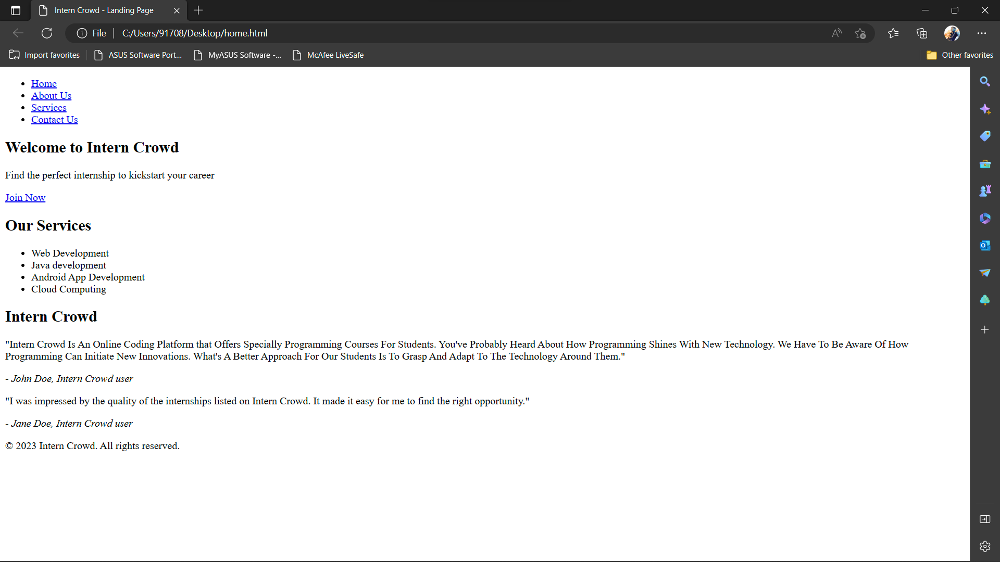 Intern Crowd - Landing Page
File
C:/Users/91708/Desktop/home.html
Import favorites
ASUS Software Port...
MyASUS Software -...
McAfee LiveSafe
Other favorites
Home
About Us
Services
Contact Us
Welcome to Intern Crowd
Find the perfect internship to kickstart your career
Join Now
Our Services
Web Development
Java development
Android App Development
Cloud Computing
Intern Crowd
"Intern Crowd Is An Online Coding Platform that Offers Specially Programming Courses For Students. You've Probably Heard About How Programming Shines With New Technology. We Have To Be Aware Of How
Programming Can Initiate New Innovations. What's A Better Approach For Our Students Is To Grasp And Adapt To The Technology Around Them."
- John Doe, Intern Crowd user
"I was impressed by the quality of the internships listed on Intern Crowd. It made it easy for me to find the right opportunity."
- Jane Doe, Intern Crowd user
© 2023 Intern Crowd. All rights reserved.